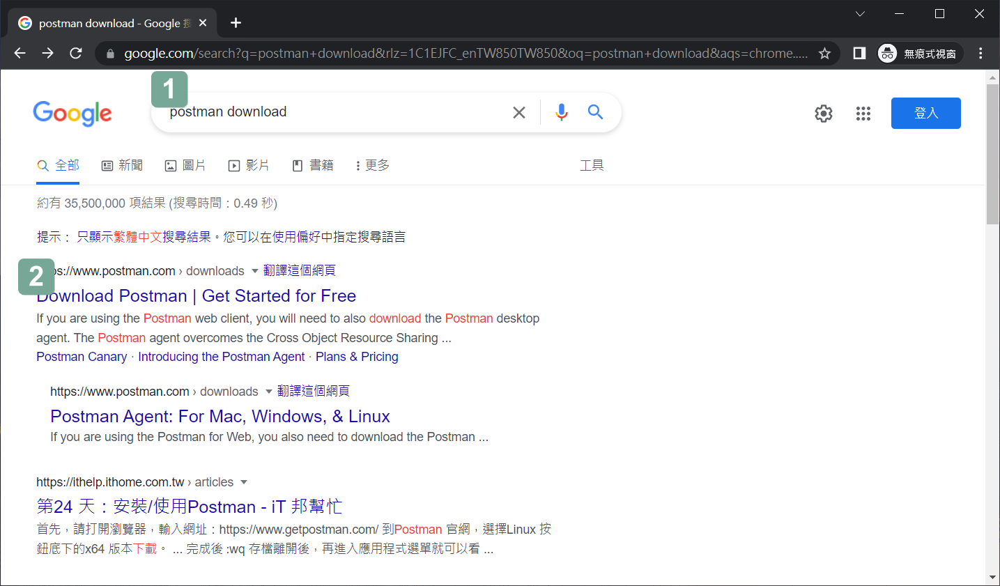 postman download - Google 搜
google.com/search?q=postman+download&rlz=1C1EJFC_enTW850TW850&oq=postman+download&aqs=chrome..... 無痕式視窗
1
Google postman download 登入
全部 新聞 圖片 影片 書籍 更多 工具
約有 35,500,000 項結果 (搜尋時間：0.49 秒)
提示： 只顯示繁體中文搜尋結果。您可以在使用偏好中指定搜尋語言
2
ps://www.postman.com › downloads 翻譯這個網頁
Download Postman | Get Started for Free
If you are using the Postman web client, you will need to also download the Postman desktop
agent. The Postman agent overcomes the Cross Object Resource Sharing ...
Postman Canary · Introducing the Postman Agent · Plans & Pricing
https://www.postman.com › downloads 翻譯這個網頁
Postman Agent: For Mac, Windows, & Linux
If you are using the Postman for Web, you also need to download the Postman ...
https://ithelp.ithome.com.tw › articles
第24 天：安裝/使用Postman - iT 邦幫忙
首先，請打開瀏覽器，輸入網址：https://www.getpostman.com/ 到Postman 官網，選擇Linux 按
鈕底下的x64 版本下載。 ... 完成後 :wq 存檔離開後，再進入應用程式選單就可以看 ...